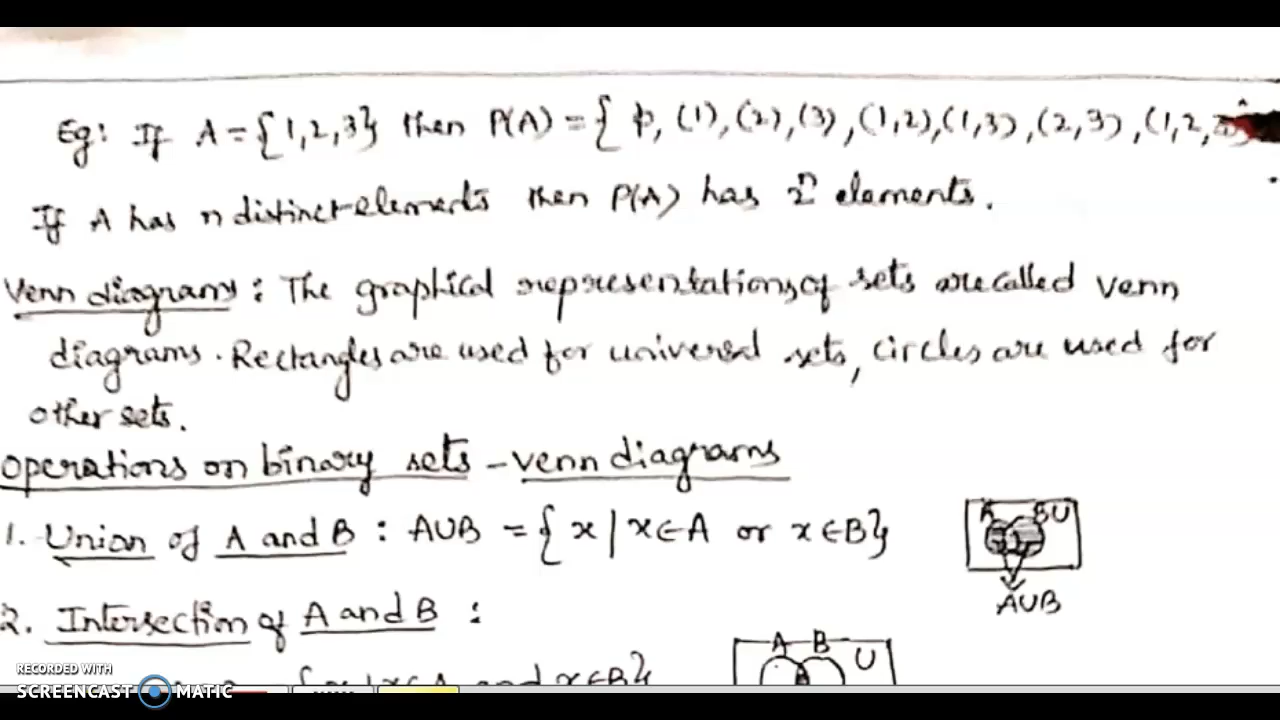 Eg: If A = {1,2,3} then P(A) = { φ, (1), (2), (3), (1,2), (1,3), (2,3), (1,2,
If A has n distinct elements then P(A) has 2ⁿ elements.
Venn diagrams: The graphical representations of sets are called venn
diagrams. Rectangles are used for universal sets, circles are used for
other sets.
operations on binary sets - venn diagrams
1. Union of A and B : A∪B = { x | x ∈ A or x ∈ B}
A B U
A∪B
2. Intersection of A and B :
A B U
{ x | x ∈ A and x ∈ B}
RECORDED WITH
SCREENCAST MATIC